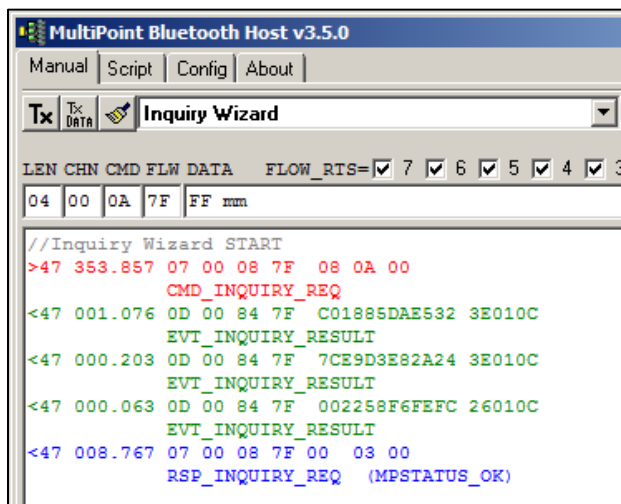 MultiPoint Bluetooth Host v3.5.0
Manual Script Config About
Tx Tx DATA Inquiry Wizard
LEN CHN CMD FLW DATA FLOW_RTS= 7 6 5 4 3
04 00 0A 7F FF mm
//Inquiry Wizard START
>47 353.857 07 00 08 7F 08 0A 00
CMD_INQUIRY_REQ
<47 001.076 0D 00 84 7F C01885DAE532 3E010C
EVT_INQUIRY_RESULT
<47 000.203 0D 00 84 7F 7CE9D3E82A24 3E010C
EVT_INQUIRY_RESULT
<47 000.063 0D 00 84 7F 002258F6FEFC 26010C
EVT_INQUIRY_RESULT
<47 008.767 07 00 08 7F 00 03 00
RSP_INQUIRY_REQ (MPSTATUS_OK)